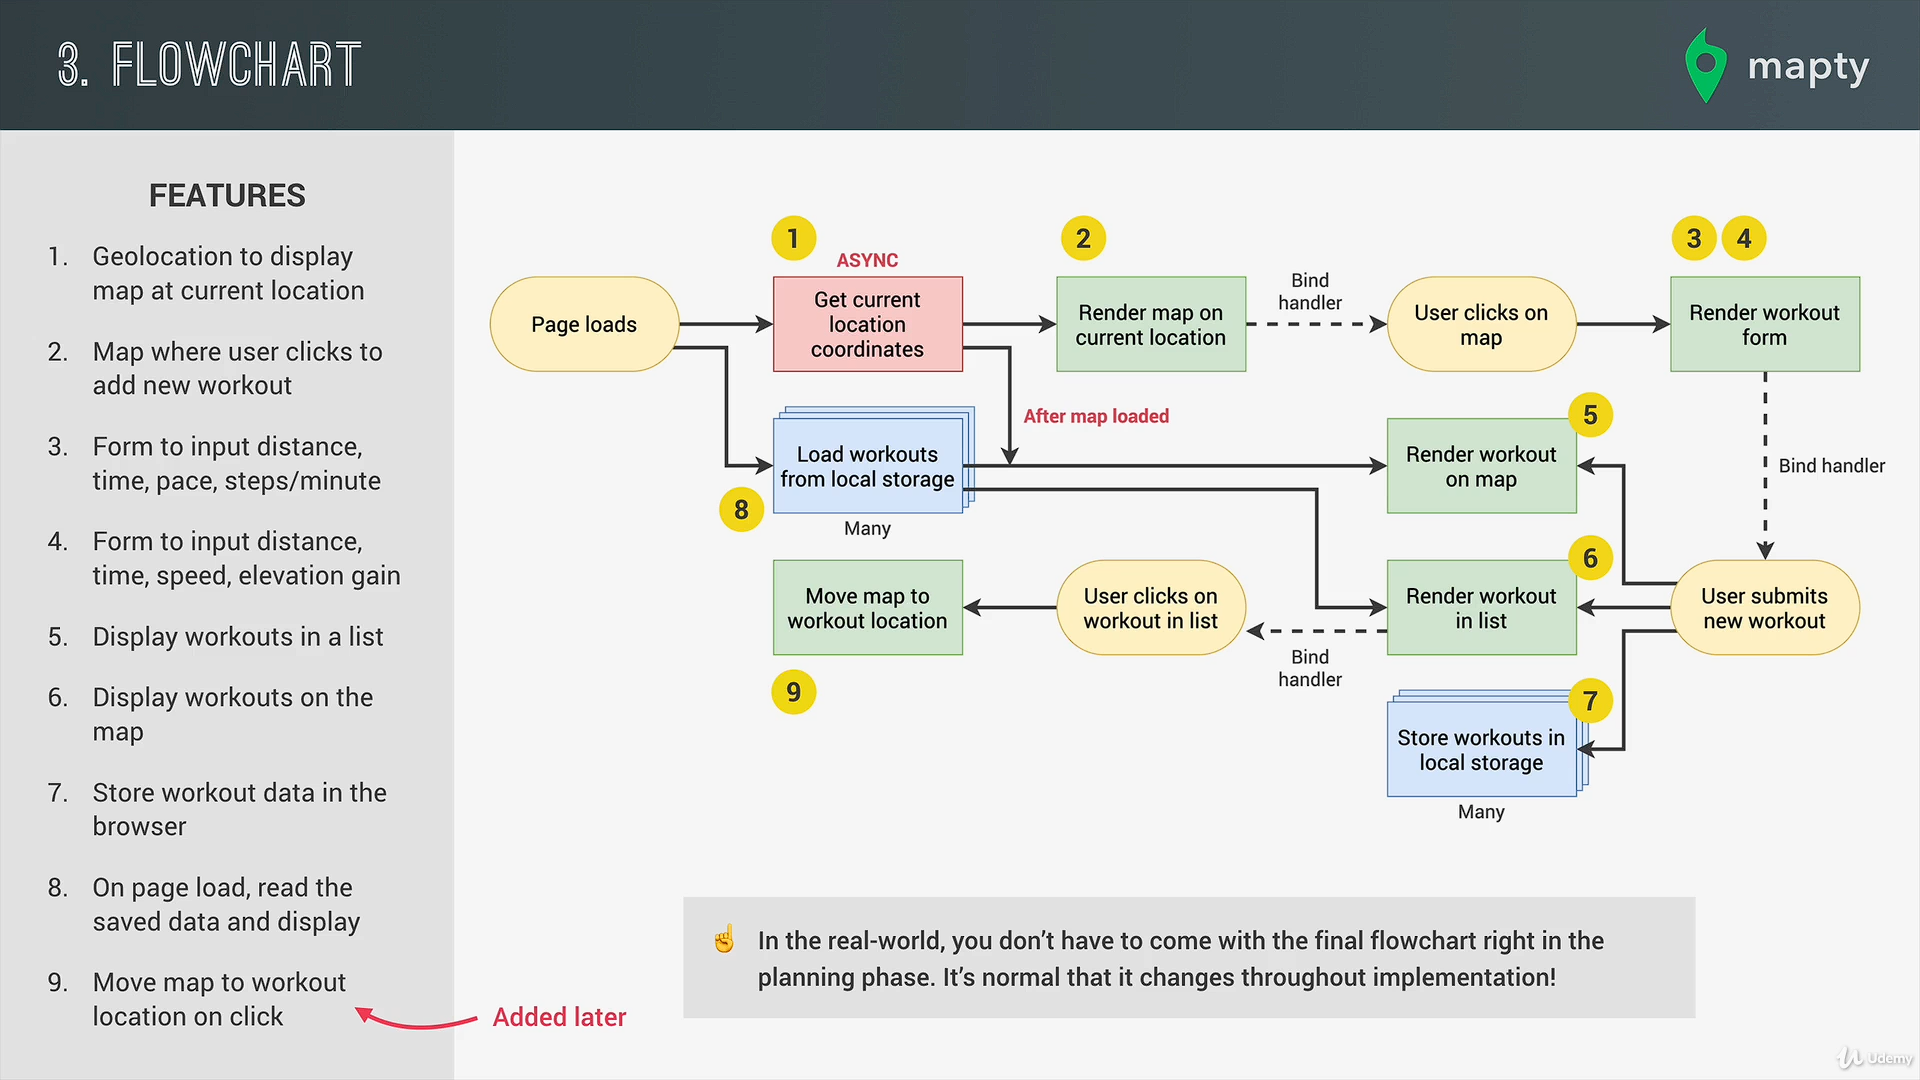 3. FLOWCHART
mapty
FEATURES
1. Geolocation to display
map at current location
2. Map where user clicks to
add new workout
3. Form to input distance,
time, pace, steps/minute
4. Form to input distance,
time, speed, elevation gain
5. Display workouts in a list
6. Display workouts on the
map
7. Store workout data in the
browser
8. On page load, read the
saved data and display
9. Move map to workout
location on click
Added later
Page loads
1
ASYNC
Get current
location
coordinates
2
Render map on
current location
Bind
handler
User clicks on
map
3 4
Render workout
form
After map loaded
Load workouts
from local storage
8
Many
5
Render workout
on map
Bind handler
Move map to
workout location
9
User clicks on
workout in list
Bind
handler
6
Render workout
in list
User submits
new workout
7
Store workouts in
local storage
Many
☝ In the real-world, you don’t have to come with the final flowchart right in the
planning phase. It’s normal that it changes throughout implementation!
Udemy